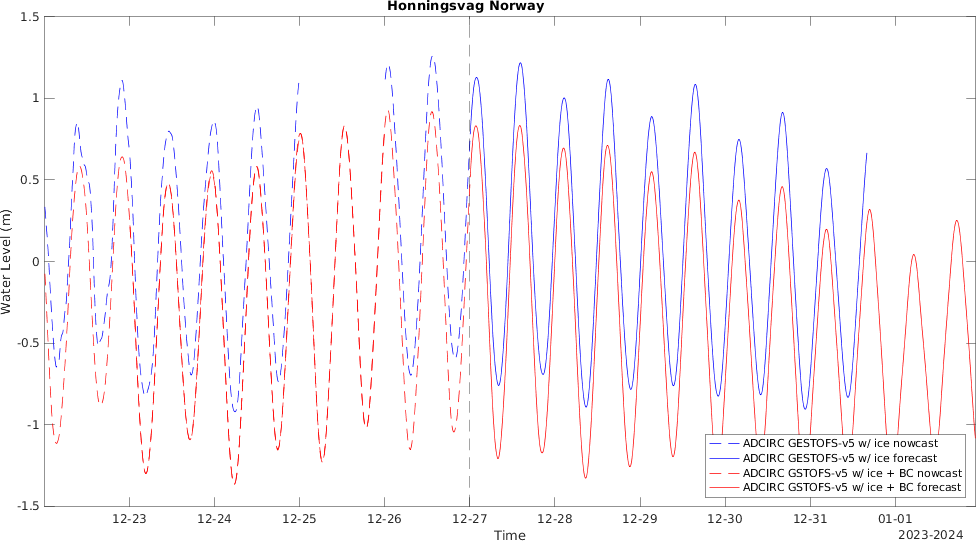 Honningsvag Norway
1.5
1
0.5
0
-0.5
-1
-1.5
Water Level (m)
12-23 12-24 12-25 12-26 12-27 12-28 12-29 12-30 12-31 01-01
Time
2023-2024
ADCIRC GESTOFS-v5 w/ ice nowcast
ADCIRC GESTOFS-v5 w/ ice forecast
ADCIRC GSTOFS-v5 w/ ice + BC nowcast
ADCIRC GSTOFS-v5 w/ ice + BC forecast